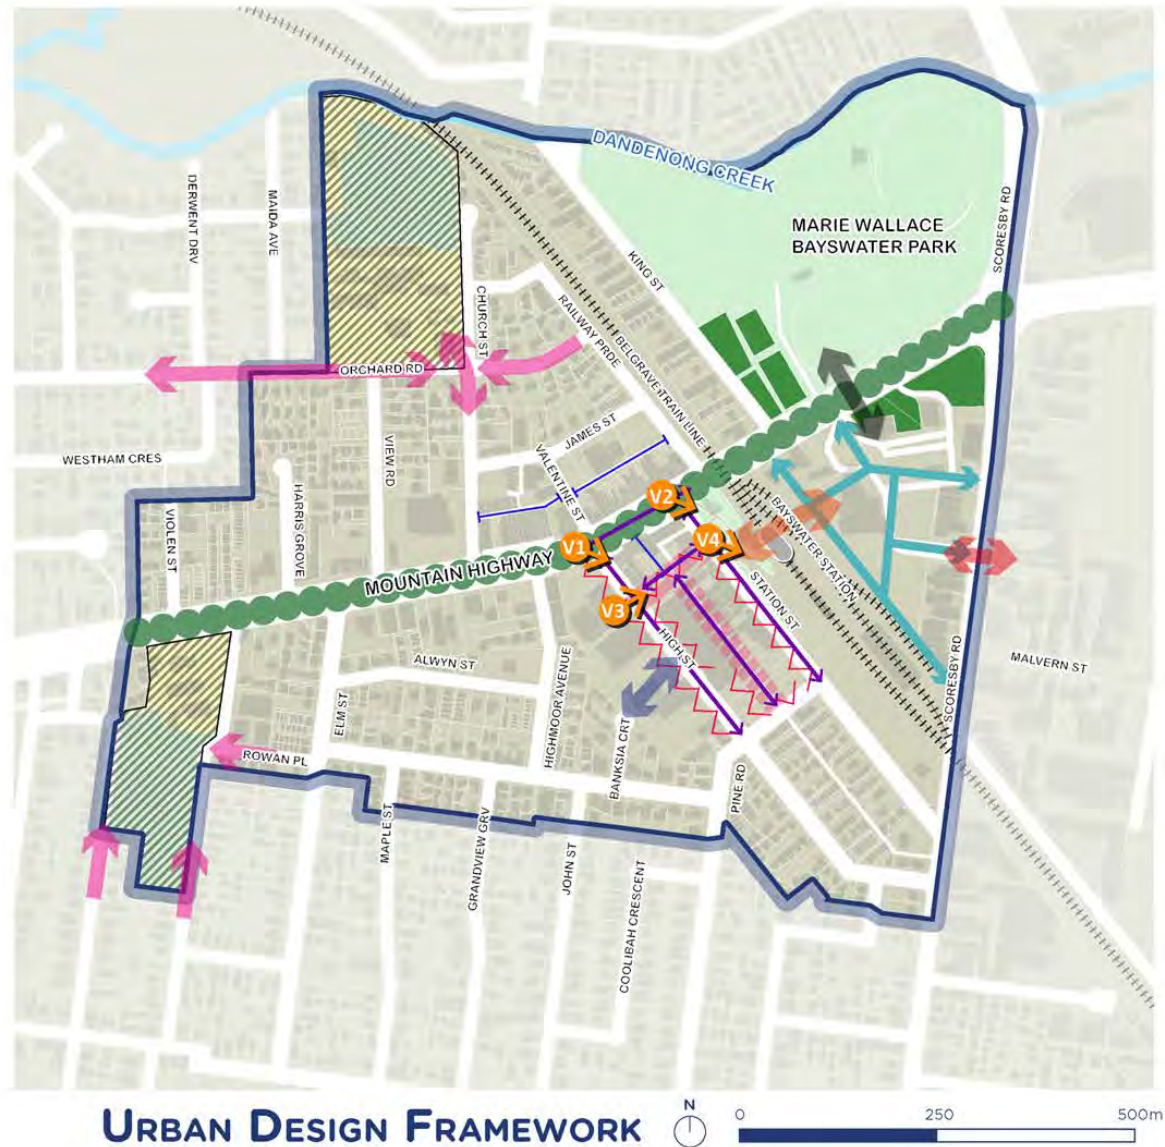 DANDENONG CREEK
MARIE WALLACE
BAYSWATER PARK
SCORESBY RD
DERWENT DRV
MAIDA AVE
KING ST
CHURCH ST
RAILWAY PRDE
BELGRAVE TRAIN LINE
ORCHARD RD
JAMES ST
VALENTINE ST
VIEW RD
WESTHAM CRES
HARRIS GROVE
VIOLEN ST
MOUNTAIN HIGHWAY
V1
V2
V4
V3
BAYSWATER STATION
STATION ST
HIGH ST
ALWYN ST
HIGHMOOR AVENUE
ELM ST
BANKSIA CRT
ROWAN PL
PINE RD
SCORESBY RD
MALVERN ST
MAPLE ST
GRANDVIEW GRV
JOHN ST
COOLIBAH CRESCENT
URBAN DESIGN FRAMEWORK
N
0 250 500m